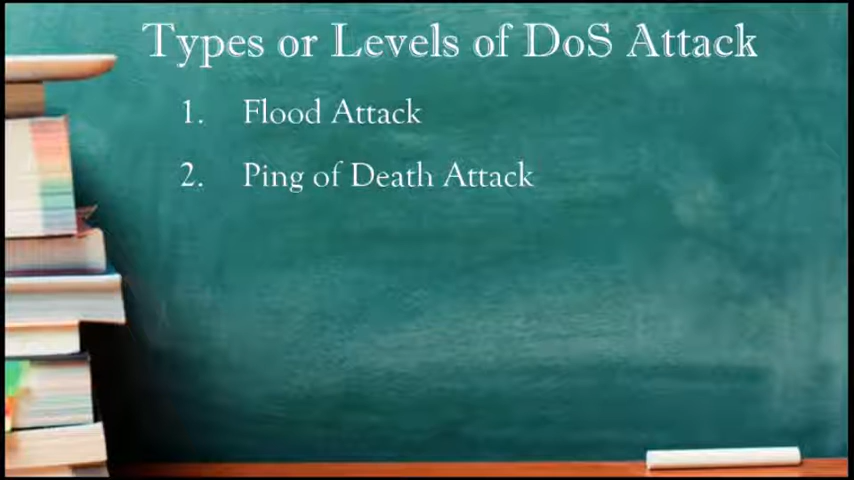 Types or Levels of DoS Attack
1. Flood Attack
2. Ping of Death Attack